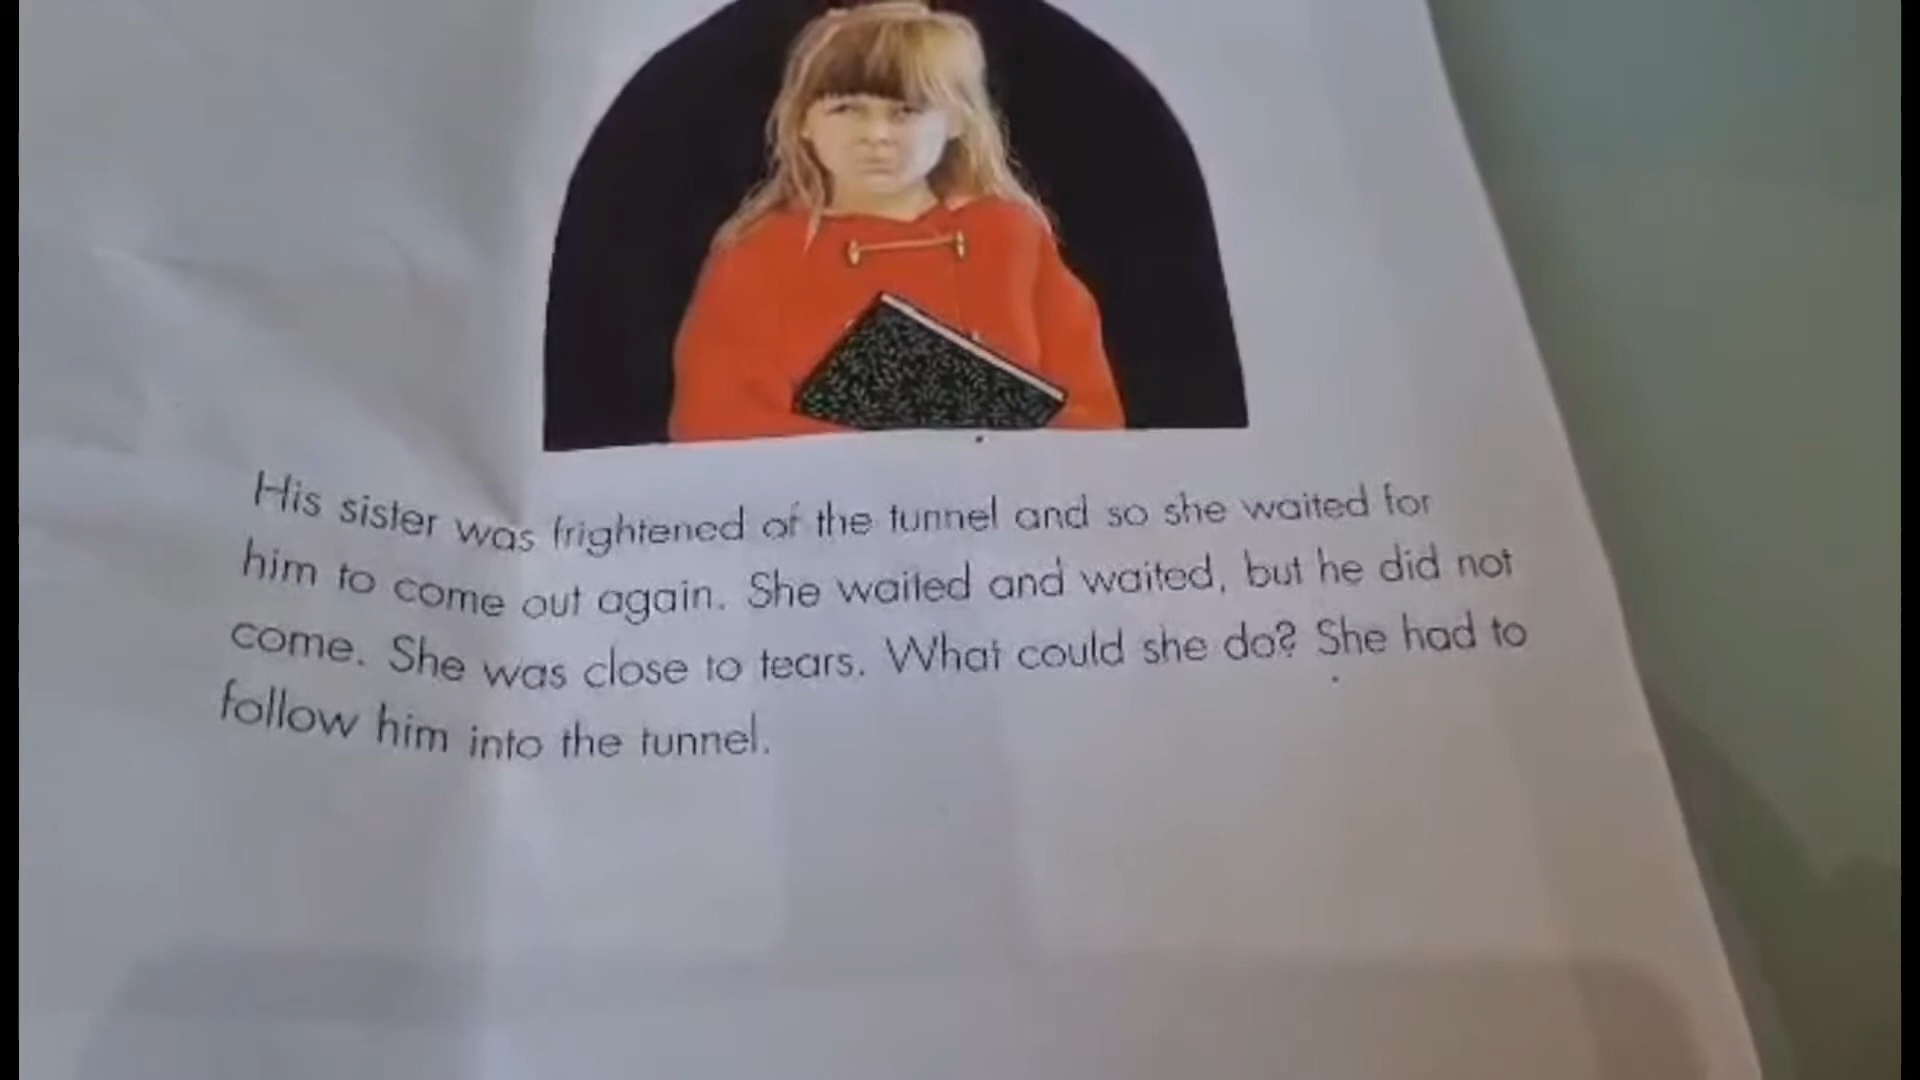 His sister was frightened of the tunnel and so she waited for
him to come out again. She waited and waited, but he did not
come. She was close to tears. What could she do? She had to
follow him into the tunnel.